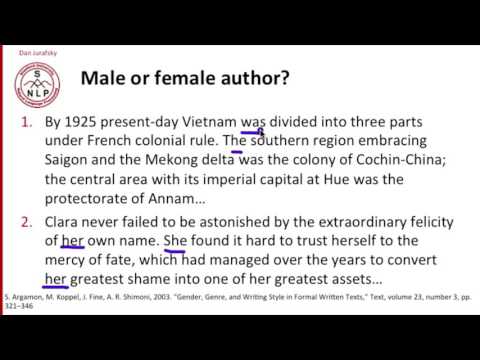 Dan Jurafsky
S
NLP
Male or female author?
1. By 1925 present-day Vietnam was divided into three parts
under French colonial rule. The southern region embracing
Saigon and the Mekong delta was the colony of Cochin-China;
the central area with its imperial capital at Hue was the
protectorate of Annam…
2. Clara never failed to be astonished by the extraordinary felicity
of her own name. She found it hard to trust herself to the
mercy of fate, which had managed over the years to convert
her greatest shame into one of her greatest assets…
S. Argamon, M. Koppel, J. Fine, A. R. Shimoni, 2003. "Gender, Genre, and Writing Style in Formal Written Texts," Text, volume 23, number 3, pp.
321–346